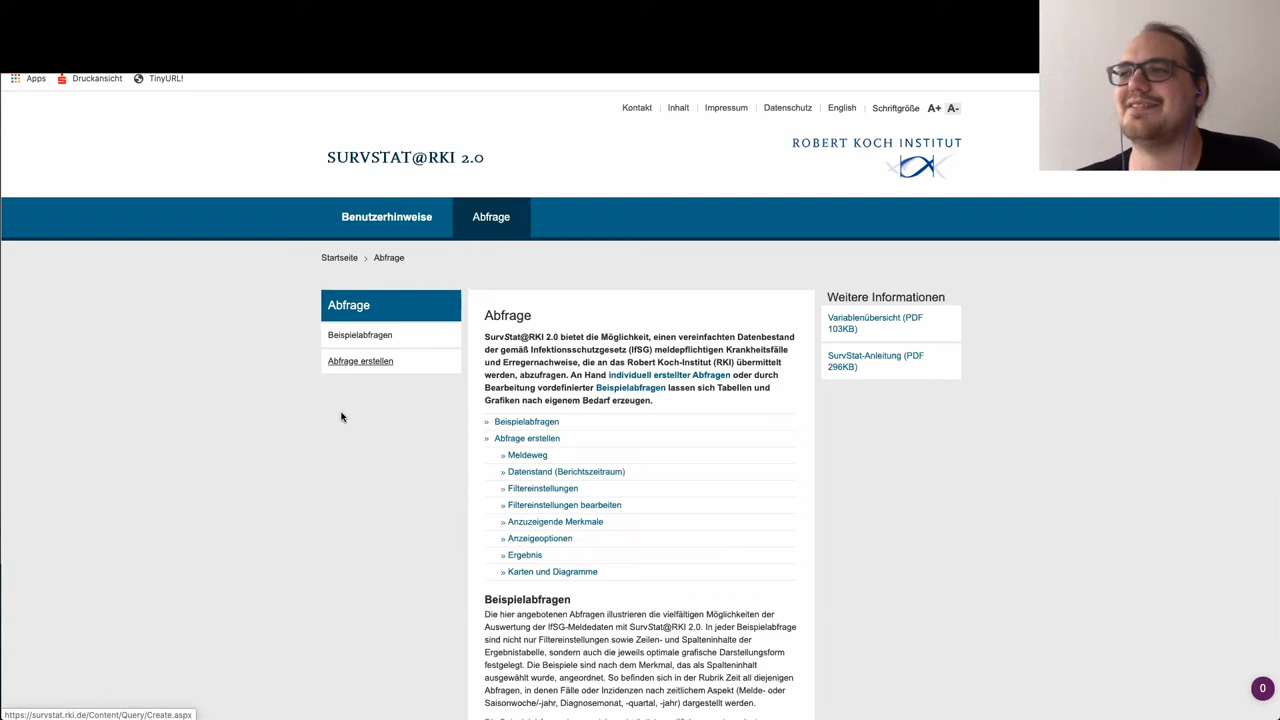 Apps Druckansicht TinyURL!
Kontakt Inhalt Impressum Datenschutz English Schriftgröße A+ A-
SURVSTAT@RKI 2.0
ROBERT KOCH INSTITUT
Benutzerhinweise Abfrage
Startseite > Abfrage
Abfrage
Beispielabfragen
Abfrage erstellen
Abfrage
SurvStat@RKI 2.0 bietet die Möglichkeit, einen vereinfachten Datenbestand
der gemäß Infektionsschutzgesetz (IfSG) meldepflichtigen Krankheitsfälle
und Erregernachweise, die an das Robert Koch-Institut (RKI) übermittelt
werden, abzufragen. An Hand individuell erstellter Abfragen oder durch
Bearbeitung vordefinierter Beispielabfragen lassen sich Tabellen und
Grafiken nach eigenem Bedarf erzeugen.
» Beispielabfragen
» Abfrage erstellen
» Meldeweg
» Datenstand (Berichtszeitraum)
» Filtereinstellungen
» Filtereinstellungen bearbeiten
» Anzuzeigende Merkmale
» Anzeigeoptionen
» Ergebnis
» Karten und Diagramme
Beispielabfragen
Die hier angebotenen Abfragen illustrieren die vielfältigen Möglichkeiten der
Auswertung der IfSG-Meldedaten mit SurvStat@RKI 2.0. In jeder Beispielabfrage
sind nicht nur Filtereinstellungen sowie Zeilen- und Spalteninhalte der
Ergebnistabelle, sondern auch die jeweils optimale grafische Darstellungsform
festgelegt. Die Beispiele sind nach dem Merkmal, das als Spalteninhalt
ausgewählt wurde, angeordnet. So befinden sich in der Rubrik Zeit all diejenigen
Abfragen, in denen Fälle oder Inzidenzen nach zeitlichem Aspekt (Melde- oder
Saisonwoche/-jahr, Diagnosemonat, -quartal, -jahr) dargestellt werden.
Weitere Informationen
Variablenübersicht (PDF
103KB)
SurvStat-Anleitung (PDF
296KB)
0
https://survstat.rki.de/Content/Query/Create.aspx